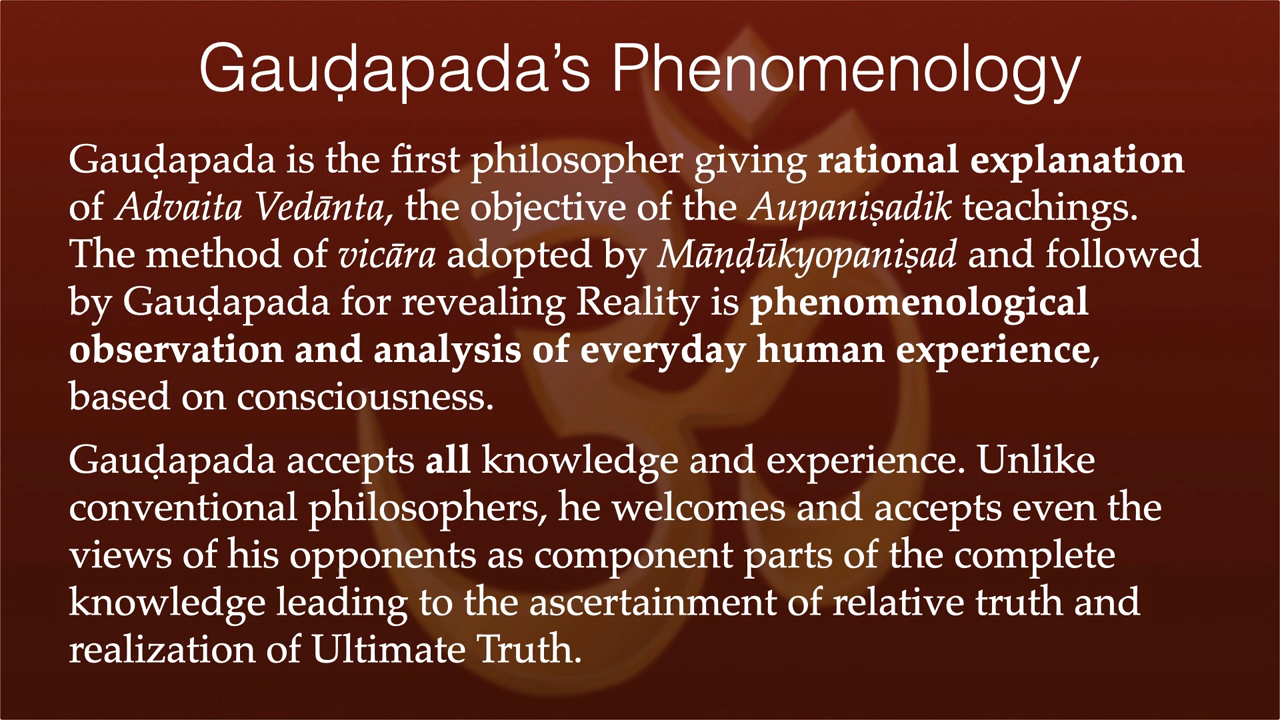 Gauḍapada’s Phenomenology
Gauḍapada is the first philosopher giving rational explanation
of Advaita Vedānta, the objective of the Aupaniṣadik teachings.
The method of vicāra adopted by Māṇḍūkyopaniṣad and followed
by Gauḍapada for revealing Reality is phenomenological
observation and analysis of everyday human experience,
based on consciousness.
Gauḍapada accepts all knowledge and experience. Unlike
conventional philosophers, he welcomes and accepts even the
views of his opponents as component parts of the complete
knowledge leading to the ascertainment of relative truth and
realization of Ultimate Truth.